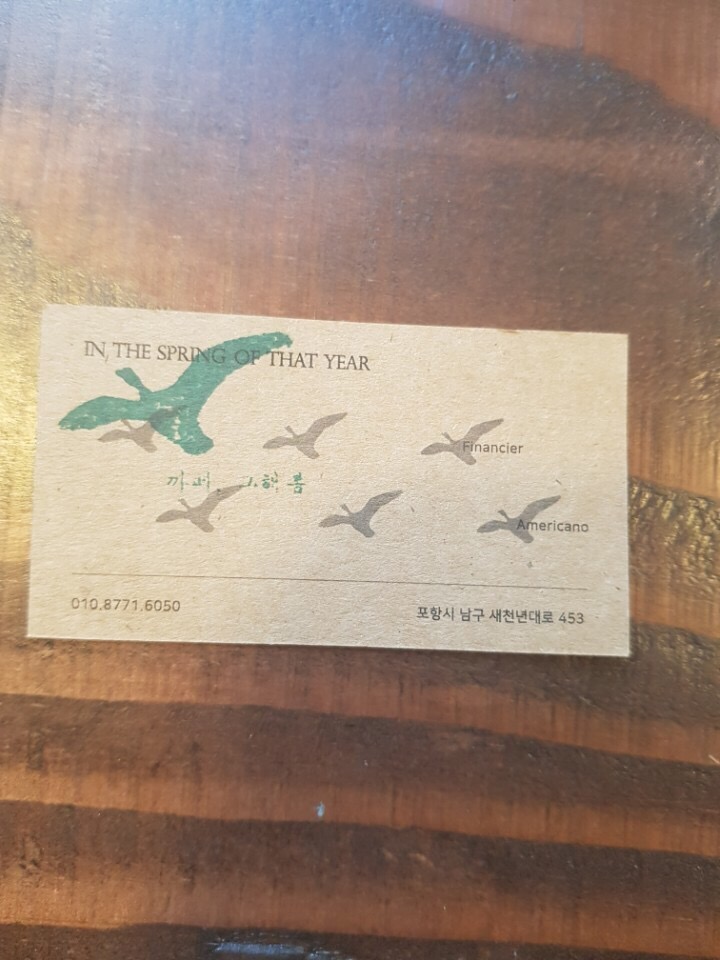 IN THE SPRING OF THAT YEAR
Financier
까페, 그해 봄
Americano
010.8771.6050
포항시 남구 새천년대로 453